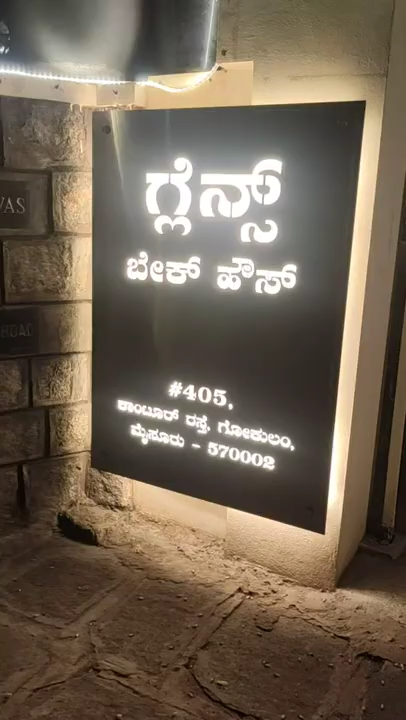 ಗ್ಲೆನ್ಸ್
ಬೇಕ್ ಹೌಸ್
#405,
ಕಾಂಟೂರ್ ರಸ್ತೆ, ಗೋಕುಲಂ,
ಮೈಸೂರು - 570002